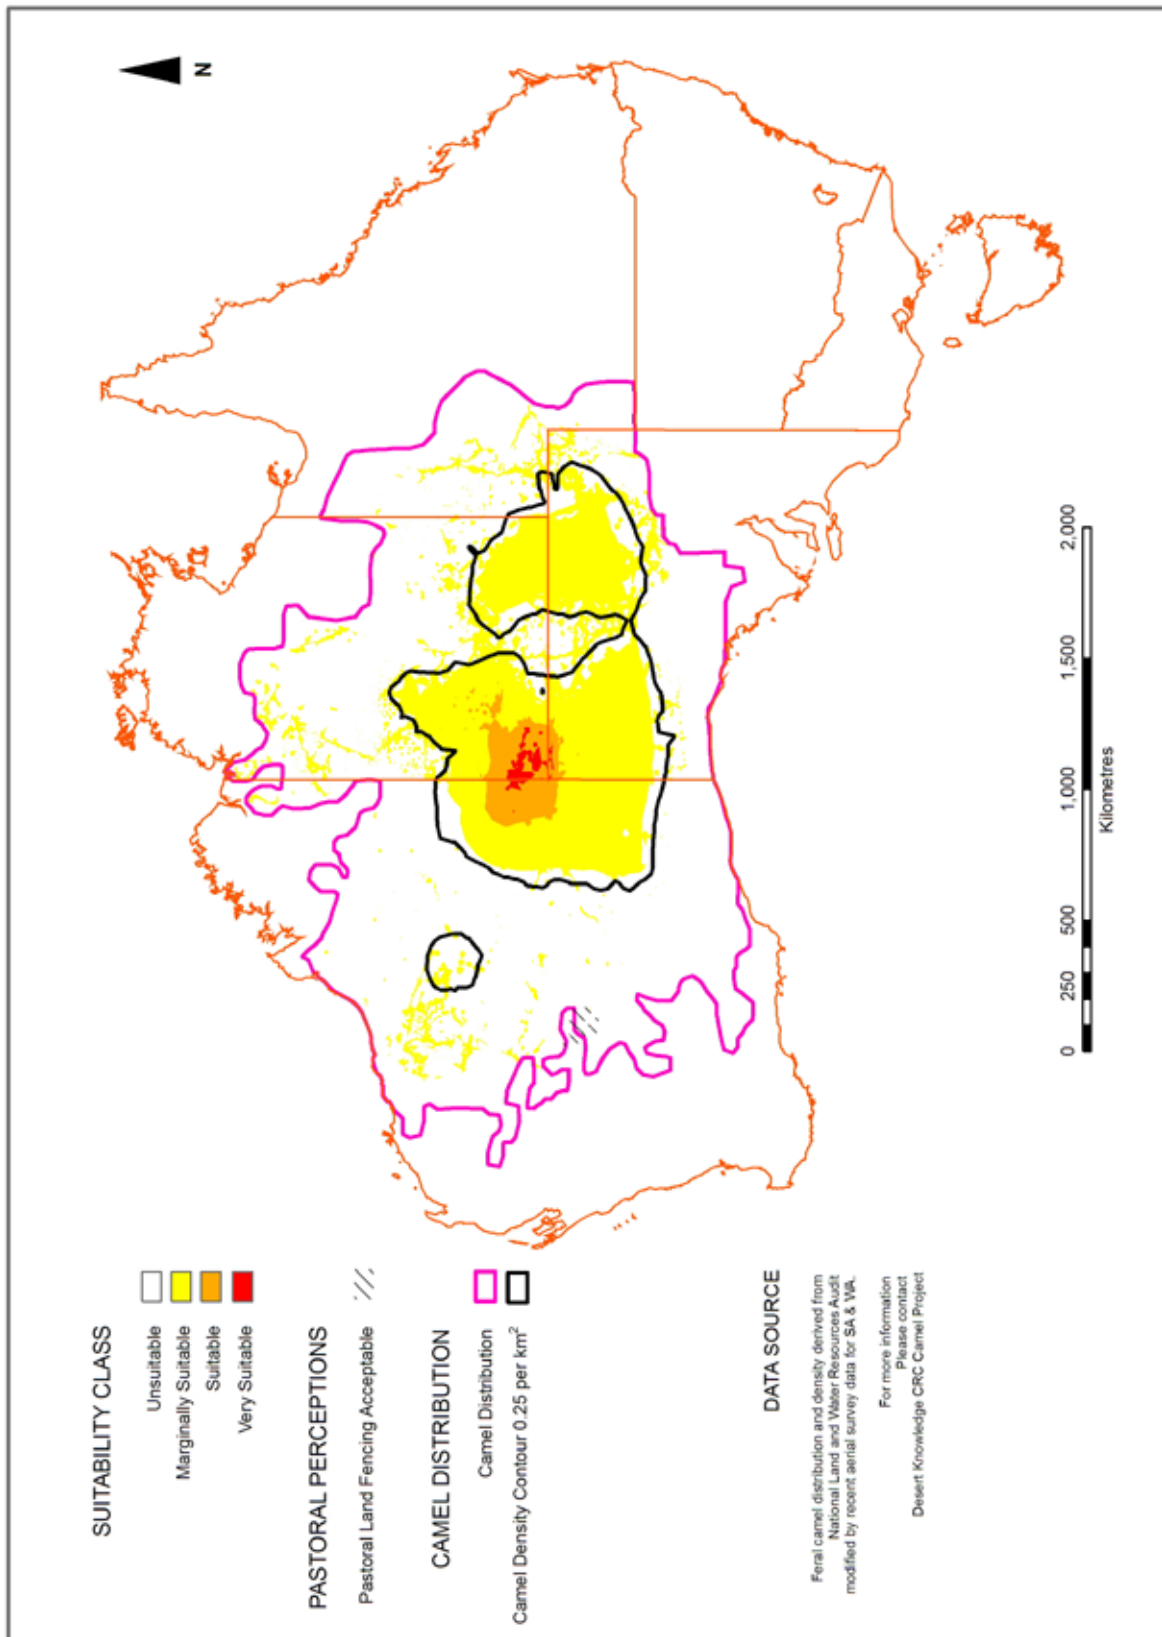 SUITABILITY CLASS
Unsuitable
Marginally Suitable
Suitable
Very Suitable
PASTORAL PERCEPTIONS
Pastoral Land Fencing Acceptable
CAMEL DISTRIBUTION
Camel Distribution
Camel Density Contour 0.25 per km²
DATA SOURCE
Feral camel distribution and density derived from
National Land and Water Resources Audit
modified by recent aerial survey data for SA & WA.
For more information
Please contact
Desert Knowledge CRC Camel Project
N
0 250 500 1,000 1,500 2,000
Kilometres